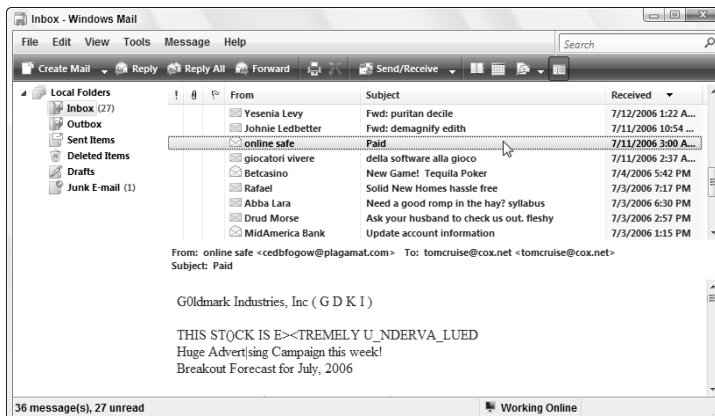 Inbox - Windows Mail
File Edit View Tools Message Help
Search
Create Mail Reply Reply All Forward Send/Receive
Local Folders
Inbox (27)
Outbox
Sent Items
Deleted Items
Drafts
Junk E-mail (1)
! From Subject Received
Yesenia Levy Fwd: puritan decile 7/12/2006 1:22 A...
Johnie Ledbetter Fwd: demagnify edith 7/11/2006 10:54 ...
online safe Paid 7/11/2006 3:00 A...
giocatori vivere della software alla gioco 7/11/2006 2:37 A...
Betcasino New Game! Tequila Poker 7/4/2006 5:42 PM
Rafael Solid New Homes hassle free 7/3/2006 7:17 PM
Abba Lara Need a good romp in the hay? syllabus 7/3/2006 6:30 PM
Drud Morse Ask your husband to check us out. fleshy 7/3/2006 2:57 PM
MidAmerica Bank Update account information 7/3/2006 1:15 PM
From: online safe <cedbfogow@plagamat.com> To: tomcruise@cox.net <tomcruise@cox.net>
Subject: Paid
G0ldmark Industries, Inc ( G D K I )
THIS ST()CK IS E><TREMELY U_NDERVA_LUED
Huge Advert|sing Campaign this week!
Breakout Forecast for July, 2006
36 message(s), 27 unread
Working Online